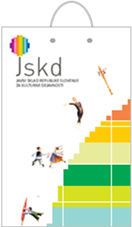 Jskd
JAVNI SKLAD REPUBLIKE SLOVENIJE
ZA KULTURNE DEJAVNOSTI